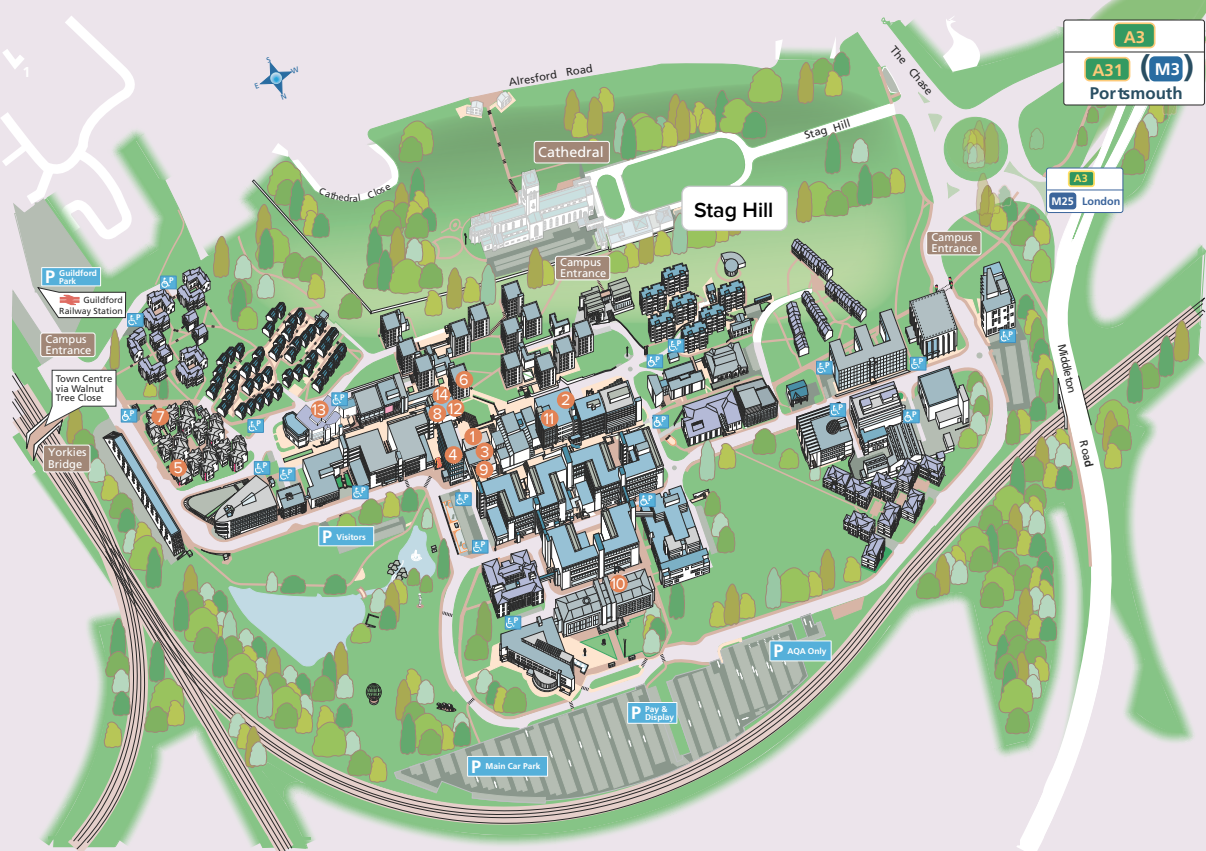 A3
A31 (M3)
Portsmouth
The Chase
S
W
E
N
1
Alresford Road
Stag Hill
Cathedral
A3
M25 London
Cathedral Close
Stag Hill
Campus
Entrance
Campus
Entrance
P Guildford
Park
P
Guildford
Railway Station
P
P
Campus
Entrance
P
P
P
Middleton
Road
Town Centre
via Walnut
Tree Close
6
14
2
13
P
8
12
7
P
11
P
P
P
P
1
Yorkies
Bridge
4
3
5
9
P
P
P
P
P
P Visitors
P
10
P
P AQA Only
P Pay &
Display
P Main Car Park